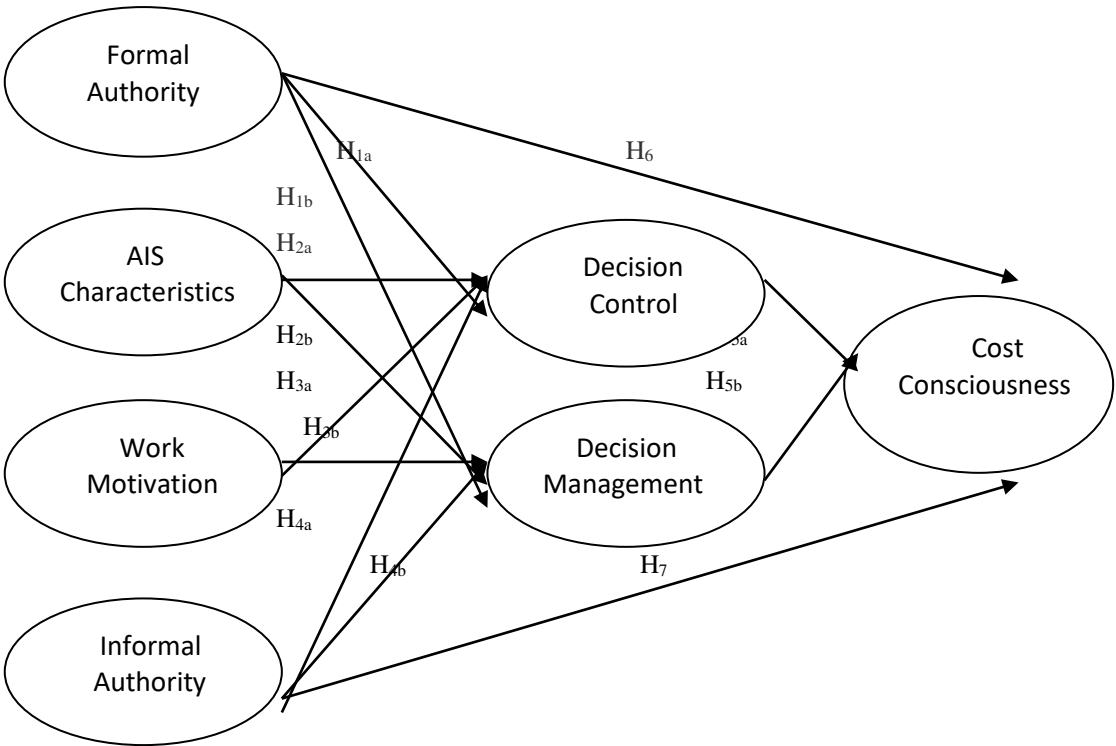 Formal
Authority
H1a
H6
H1b
AIS
Characteristics
H2a
Decision
Control
H2b
5a
Cost
Consciousness
H3a
H5b
H3b
Work
Motivation
Decision
Management
H4a
H4b
H7
Informal
Authority